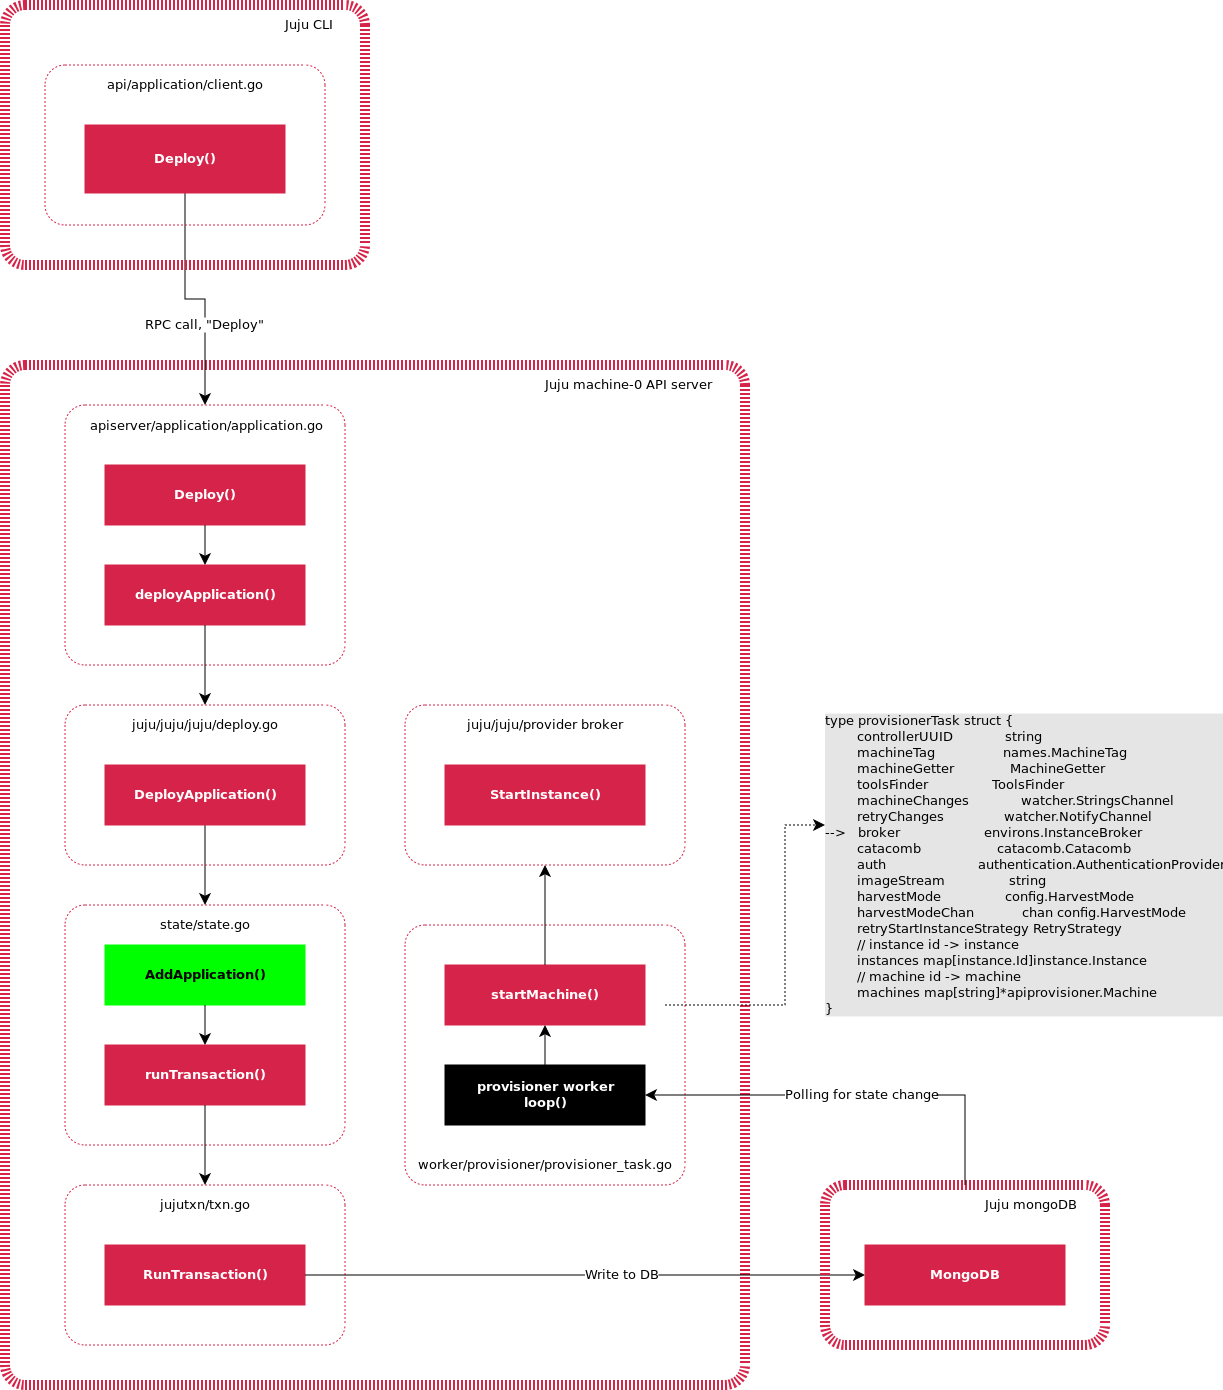 Juju CLI
api/application/client.go
Deploy()
RPC call, "Deploy"
Juju machine-0 API server
apiserver/application/application.go
Deploy()
deployApplication()
juju/juju/juju/deploy.go
DeployApplication()
state/state.go
AddApplication()
runTransaction()
jujutxn/txn.go
RunTransaction()
Write to DB
juju/juju/provider broker
StartInstance()
startMachine()
provisioner worker
loop()
worker/provisioner/provisioner_task.go
type provisionerTask struct {
controllerUUID string
machineTag names.MachineTag
machineGetter MachineGetter
toolsFinder ToolsFinder
machineChanges watcher.StringsChannel
retryChanges watcher.NotifyChannel
--> broker environs.InstanceBroker
catacomb catacomb.Catacomb
auth authentication.AuthenticationProvider
imageStream string
harvestMode config.HarvestMode
harvestModeChan chan config.HarvestMode
retryStartInstanceStrategy RetryStrategy
// instance id -> instance
instances map[instance.Id]instance.Instance
// machine id -> machine
machines map[string]*apiprovisioner.Machine
}
Polling for state change
Juju mongoDB
MongoDB